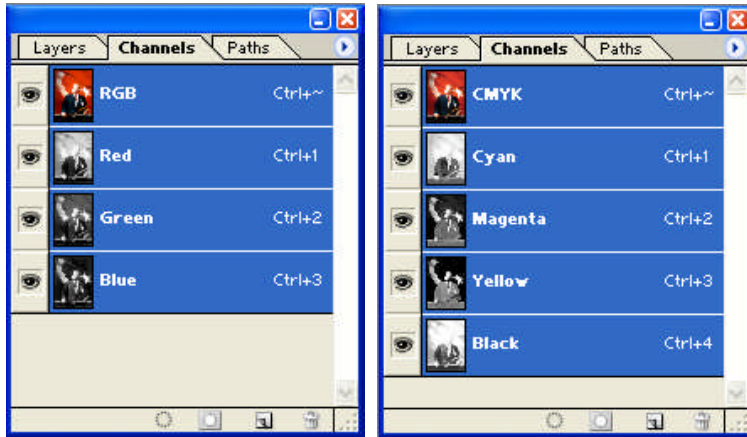 Layers Channels Paths
RGB Ctrl+~
Red Ctrl+1
Green Ctrl+2
Blue Ctrl+3
Layers Channels Paths
CMYK Ctrl+~
Cyan Ctrl+1
Magenta Ctrl+2
Yellow Ctrl+3
Black Ctrl+4